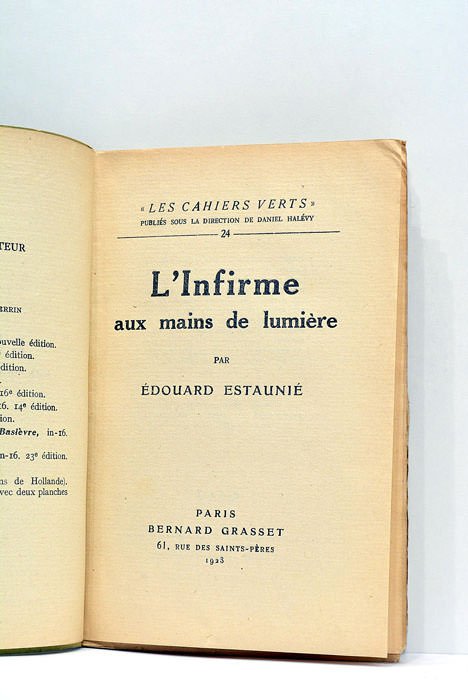 TEUR
ERRIN
uvelle édition.
édition.
dition.
16e édition.
6. 14e édition.
ion.
Baslèvre, in-16.
n-16. 23e édition.
ns de Hollande).
vec deux planches
« LES CAHIERS VERTS »
PUBLIÉS SOUS LA DIRECTION DE DANIEL HALÉVY
24
L'Infirme
aux mains de lumière
PAR
ÉDOUARD ESTAUNIÉ
PARIS
BERNARD GRASSET
61, RUE DES SAINTS-PÈRES
1923